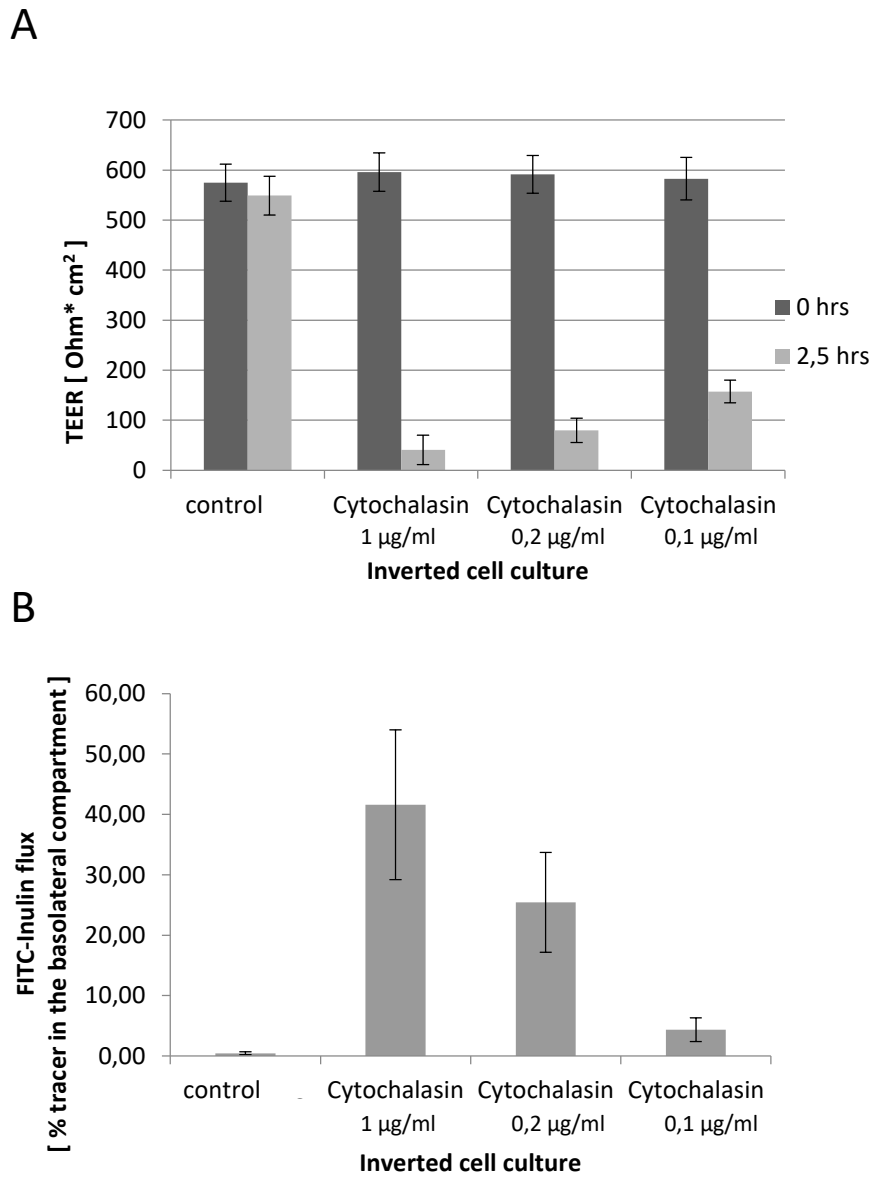 A
TEER [ Ohm* cm² ]
700
600
500
400
300
200
100
0
0 hrs
2,5 hrs
control
Cytochalasin
1 µg/ml
Cytochalasin
0,2 µg/ml
Cytochalasin
0,1 µg/ml
Inverted cell culture
B
FITC-Inulin flux
[ % tracer in the basolateral compartment ]
60,00
50,00
40,00
30,00
20,00
10,00
0,00
control
Cytochalasin
1 µg/ml
Cytochalasin
0,2 µg/ml
Cytochalasin
0,1 µg/ml
Inverted cell culture